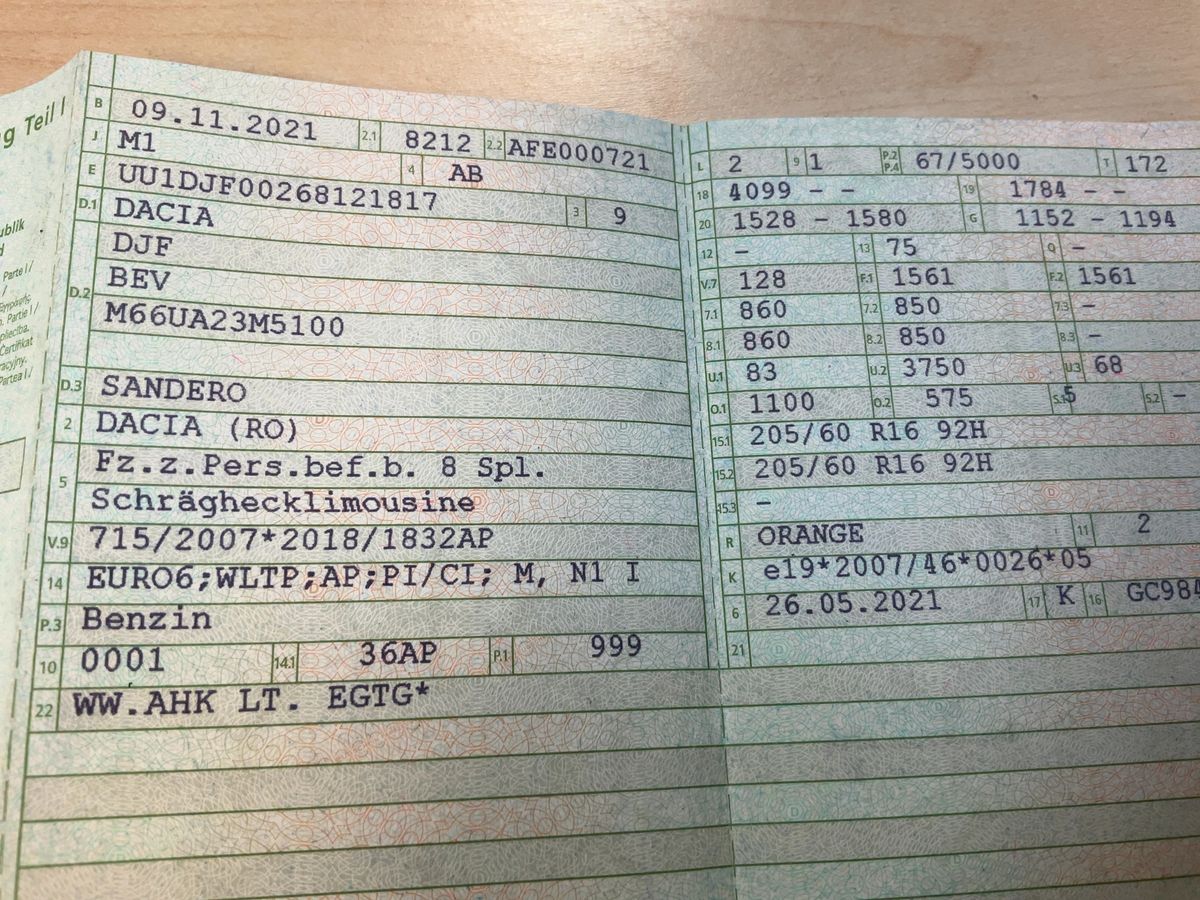 g Teil I
ublik
d
Parte I /
Partie I /
Certifikat
Partea I /
B 09.11.2021 2.1 8212 2.2 AFE000721
J M1 4 AB
E UU1DJF00268121817 3 9
D.1 DACIA
D.2 DJF
BEV
M66UA23M5100
D.3 SANDERO
2 DACIA (RO)
5 Fz.z.Pers.bef.b. 8 Spl.
Schräghecklimousine
V.9 715/2007*2018/1832AP
14 EURO6;WLTP;AP;PI/CI; M, N1 I
P.3 Benzin
10 0001 14.1 36AP P.1 999
22 WW.AHK LT. EGTG*
L 2 9 1 P.2 P.4 67/5000 T 172
18 4099 - - 19 1784 - -
20 1528 - 1580 G 1152 - 1194
12 - 13 75 Q -
V.7 128 F.1 1561 F.2 1561
7.1 860 7.2 850 7.3 -
8.1 860 8.2 850 8.3 -
U.1 83 U.2 3750 U.3 68
O.1 1100 O.2 575 S.1 5 S.2 -
15.1 205/60 R16 92H
15.2 205/60 R16 92H
15.3 -
R ORANGE 11 2
K e19*2007/46*0026*05
6 26.05.2021 17 K 16 GC984
21